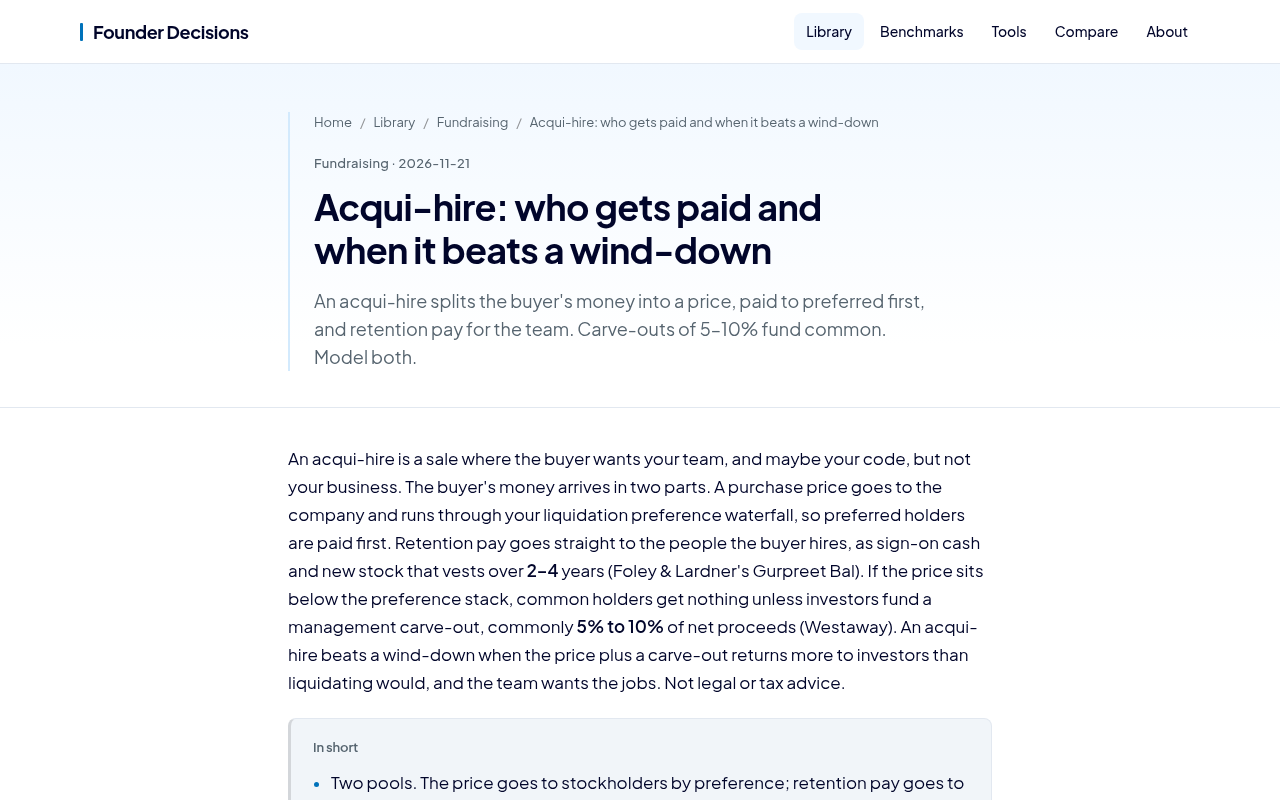 Founder Decisions
Library
Benchmarks
Tools
Compare
About
Home / Library / Fundraising / Acqui-hire: who gets paid and when it beats a wind-down
Fundraising · 2026-11-21
Acqui-hire: who gets paid and
when it beats a wind-down
An acqui-hire splits the buyer's money into a price, paid to preferred first,
and retention pay for the team. Carve-outs of 5–10% fund common.
Model both.
An acqui-hire is a sale where the buyer wants your team, and maybe your code, but not
your business. The buyer's money arrives in two parts. A purchase price goes to the
company and runs through your liquidation preference waterfall, so preferred holders
are paid first. Retention pay goes straight to the people the buyer hires, as sign-on cash
and new stock that vests over 2–4 years (Foley & Lardner's Gurpreet Bal). If the price sits
below the preference stack, common holders get nothing unless investors fund a
management carve-out, commonly 5% to 10% of net proceeds (Westaway). An acqui-
hire beats a wind-down when the price plus a carve-out returns more to investors than
liquidating would, and the team wants the jobs. Not legal or tax advice.
In short
• Two pools. The price goes to stockholders by preference; retention pay goes to